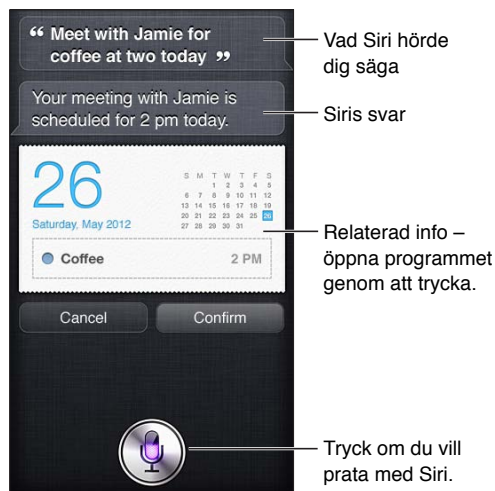 “ Meet with Jamie for
coffee at two today ”
Vad Siri hörde
dig säga
Your meeting with Jamie is
scheduled for 2 pm today.
Siris svar
26
Saturday, May 2012
S M T W T F S
1 2 3 4 5
6 7 8 9 10 11 12
13 14 15 16 17 18 19
20 21 22 23 24 25 26
27 28 29 30 31
Coffee 2 PM
Relaterad info –
öppna programmet
genom att trycka.
Cancel Confirm
Tryck om du vill
prata med Siri.